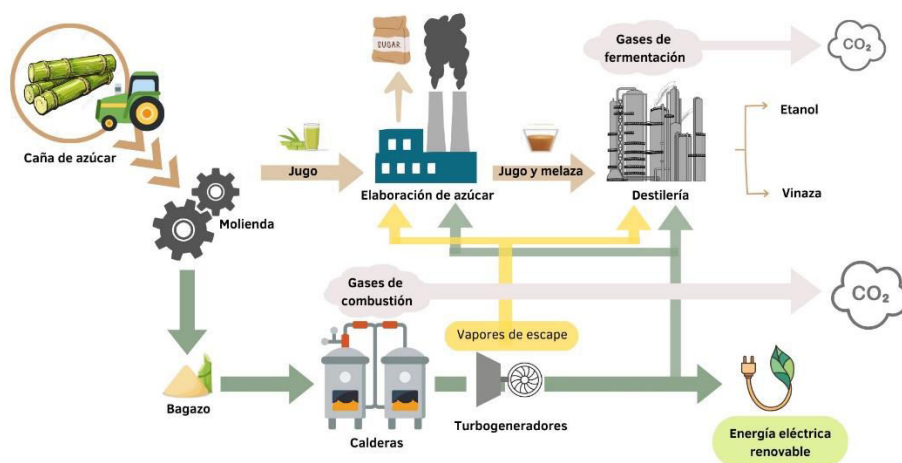 Gases de
fermentación
CO₂
SUGAR
Etanol
Caña de azúcar
Jugo
Jugo y melaza
Elaboración de azúcar
Destilería
Vinaza
Molienda
Gases de
combustión
CO₂
Vapores de escape
Bagazo
Calderas
Turbogeneradores
Energía eléctrica
renovable